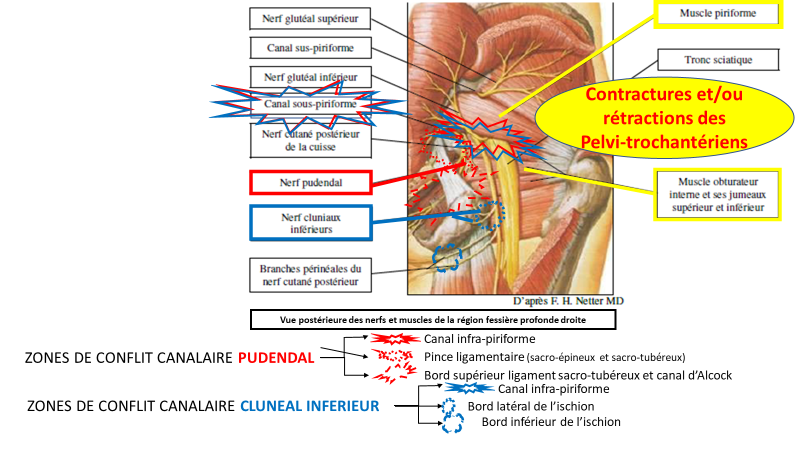 Nerf glutéal supérieur
Canal sus-piriforme
Nerf glutéal inférieur
Canal sous-piriforme
Nerf cutané postérieur
de la cuisse
Nerf pudendal
Nerf cluniaux
inférieurs
Branches périnéales du
nerf cutané postérieur
Muscle piriforme
Tronc sciatique
Contractures et/ou
rétractions des
Pelvi-trochantériens
Muscle obturateur
interne et ses jumeaux
supérieur et inférieur
D'après F. H. Netter MD
Vue postérieure des nerfs et muscles de la région fessière profonde droite
ZONES DE CONFLIT CANALAIRE PUDENDAL
Canal infra-piriforme
Pince ligamentaire (sacro-épineux et sacro-tubéreux)
Bord supérieur ligament sacro-tubéreux et canal d'Alcock
ZONES DE CONFLIT CANALAIRE CLUNEAL INFERIEUR
Canal infra-piriforme
Bord latéral de l'ischion
Bord inférieur de l'ischion